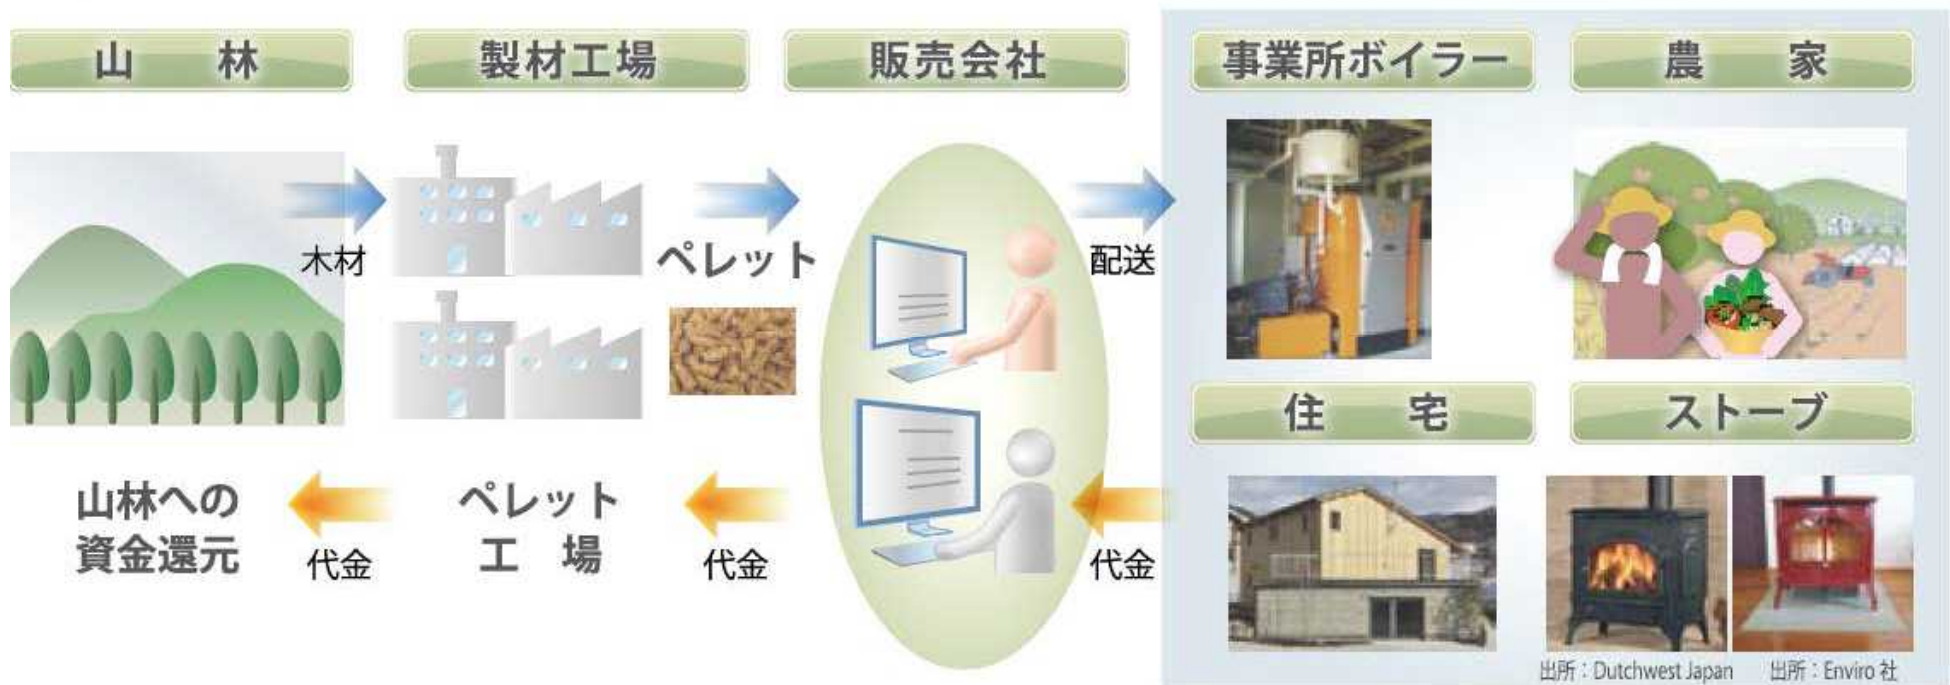 山　林
製材工場
販売会社
事業所ボイラー
農　家
木材
ペレット
配送
住　宅
ストーブ
山林への
資金還元
代金
ペレット
工　場
代金
代金
出所：Dutchwest Japan
出所：Enviro 社